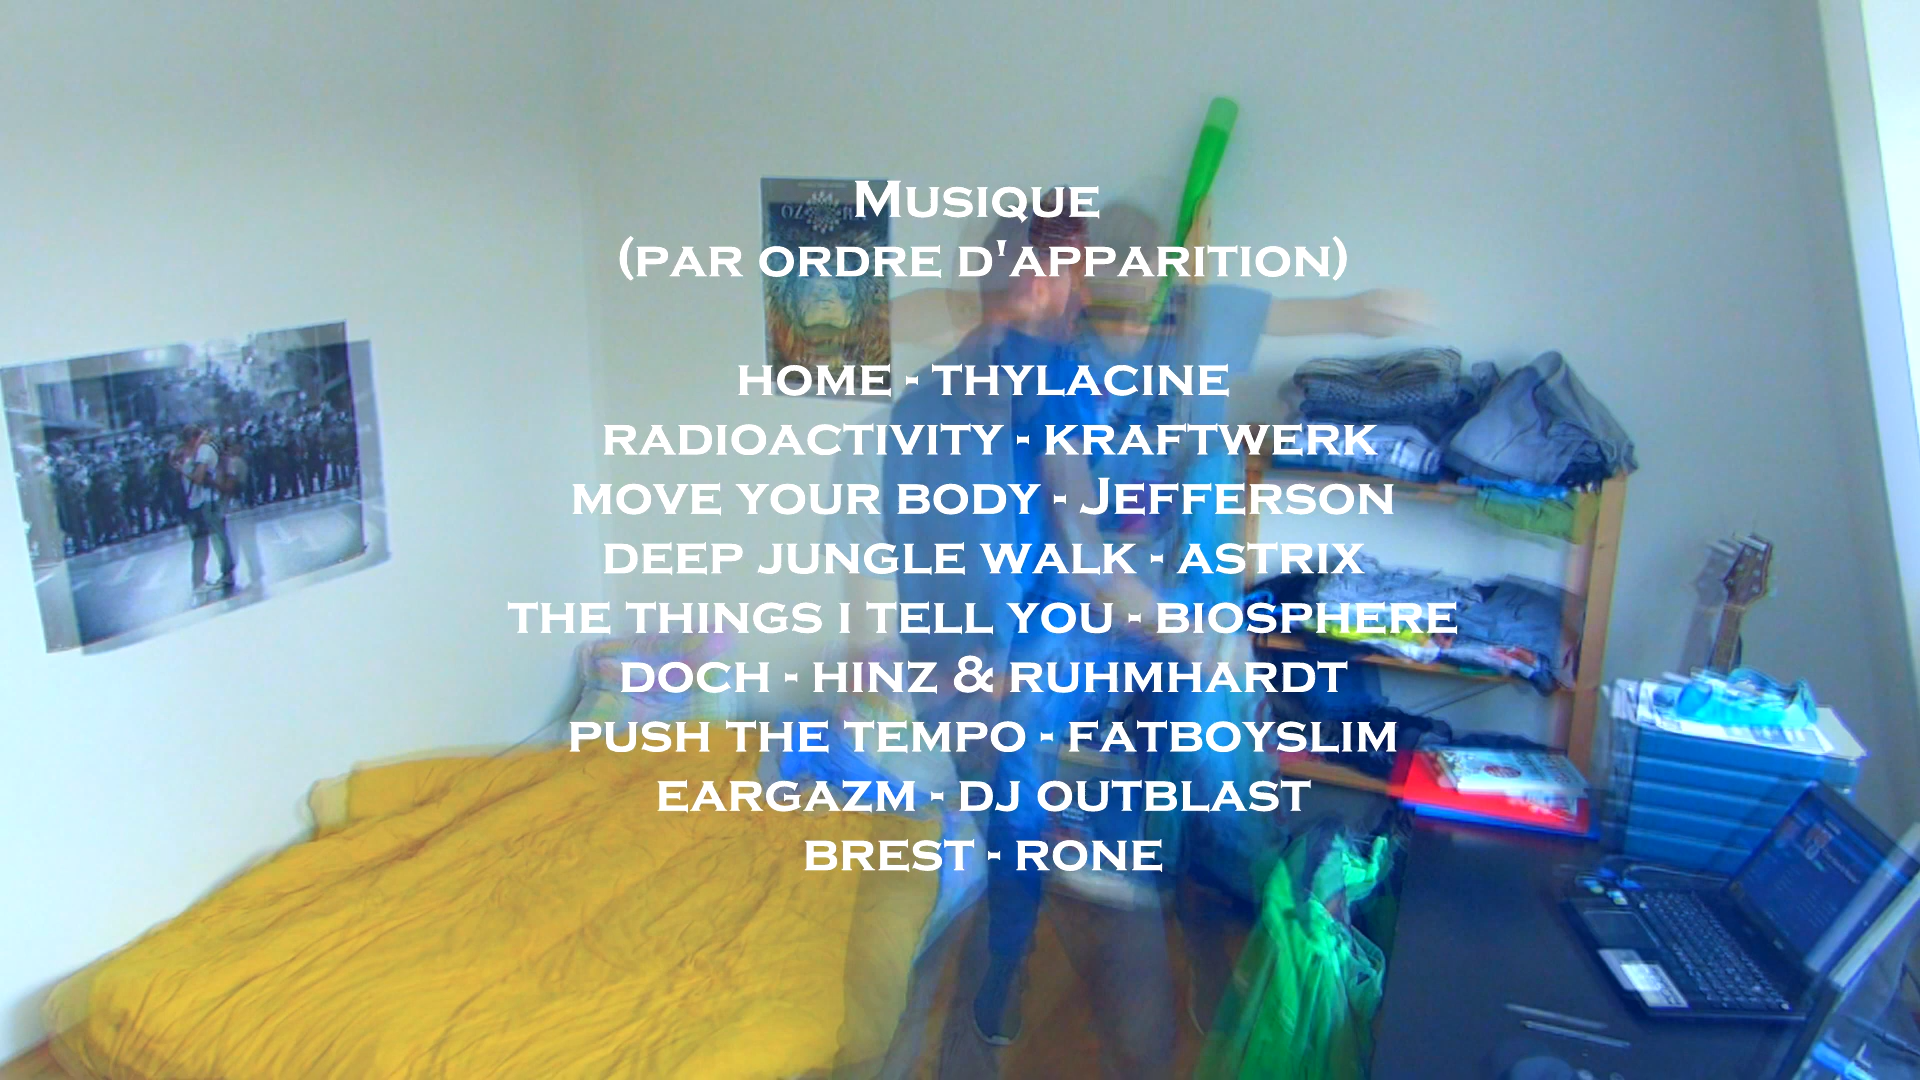 Musique
(par ordre d'apparition)
home - thylacine
radioactivity - kraftwerk
move your body - Jefferson
deep jungle walk - astrix
the things i tell you - biosphere
doch - hinz & ruhmhardt
push the tempo - fatboyslim
eargazm - dj outblast
brest - rone